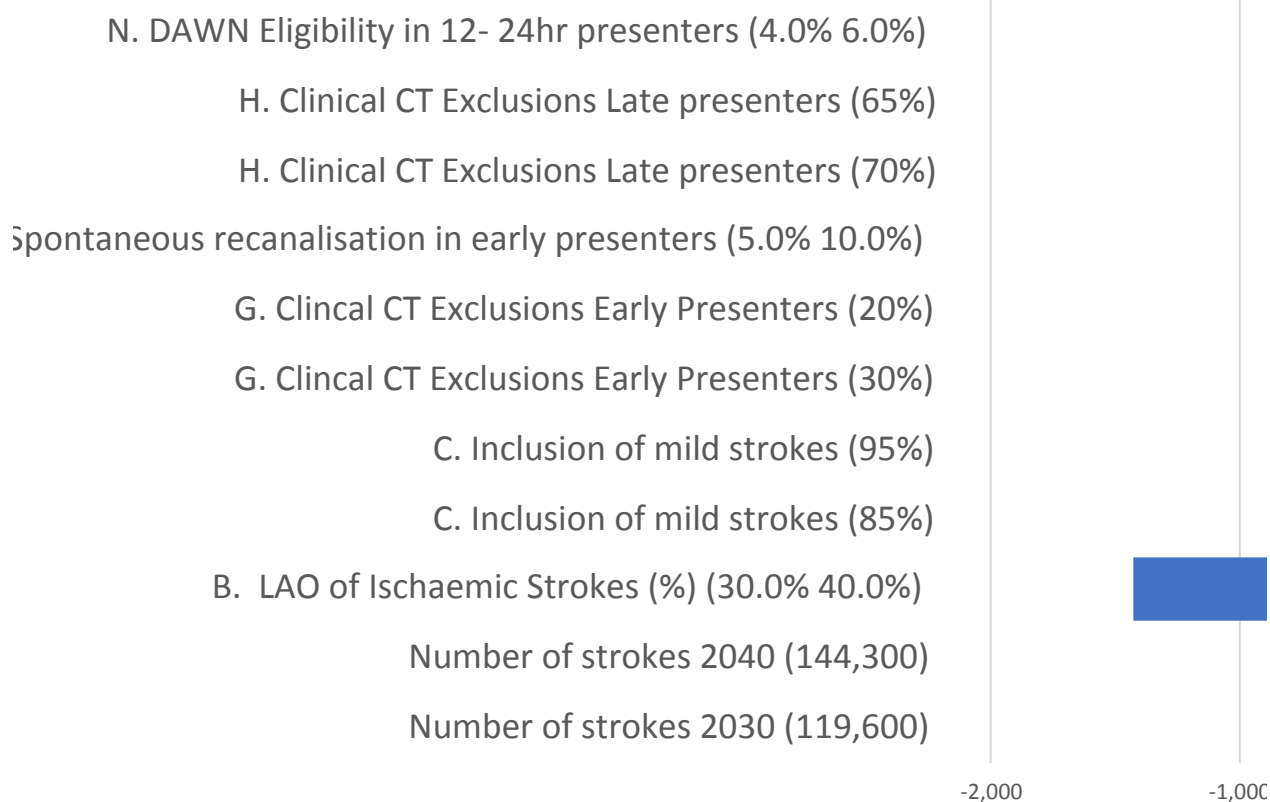 N. DAWN Eligibility in 12- 24hr presenters (4.0% 6.0%)
H. Clinical CT Exclusions Late presenters (65%)
H. Clinical CT Exclusions Late presenters (70%)
Spontaneous recanalisation in early presenters (5.0% 10.0%)
G. Clincal CT Exclusions Early Presenters (20%)
G. Clincal CT Exclusions Early Presenters (30%)
C. Inclusion of mild strokes (95%)
C. Inclusion of mild strokes (85%)
B. LAO of Ischaemic Strokes (%) (30.0% 40.0%)
Number of strokes 2040 (144,300)
Number of strokes 2030 (119,600)
-2,000 -1,000